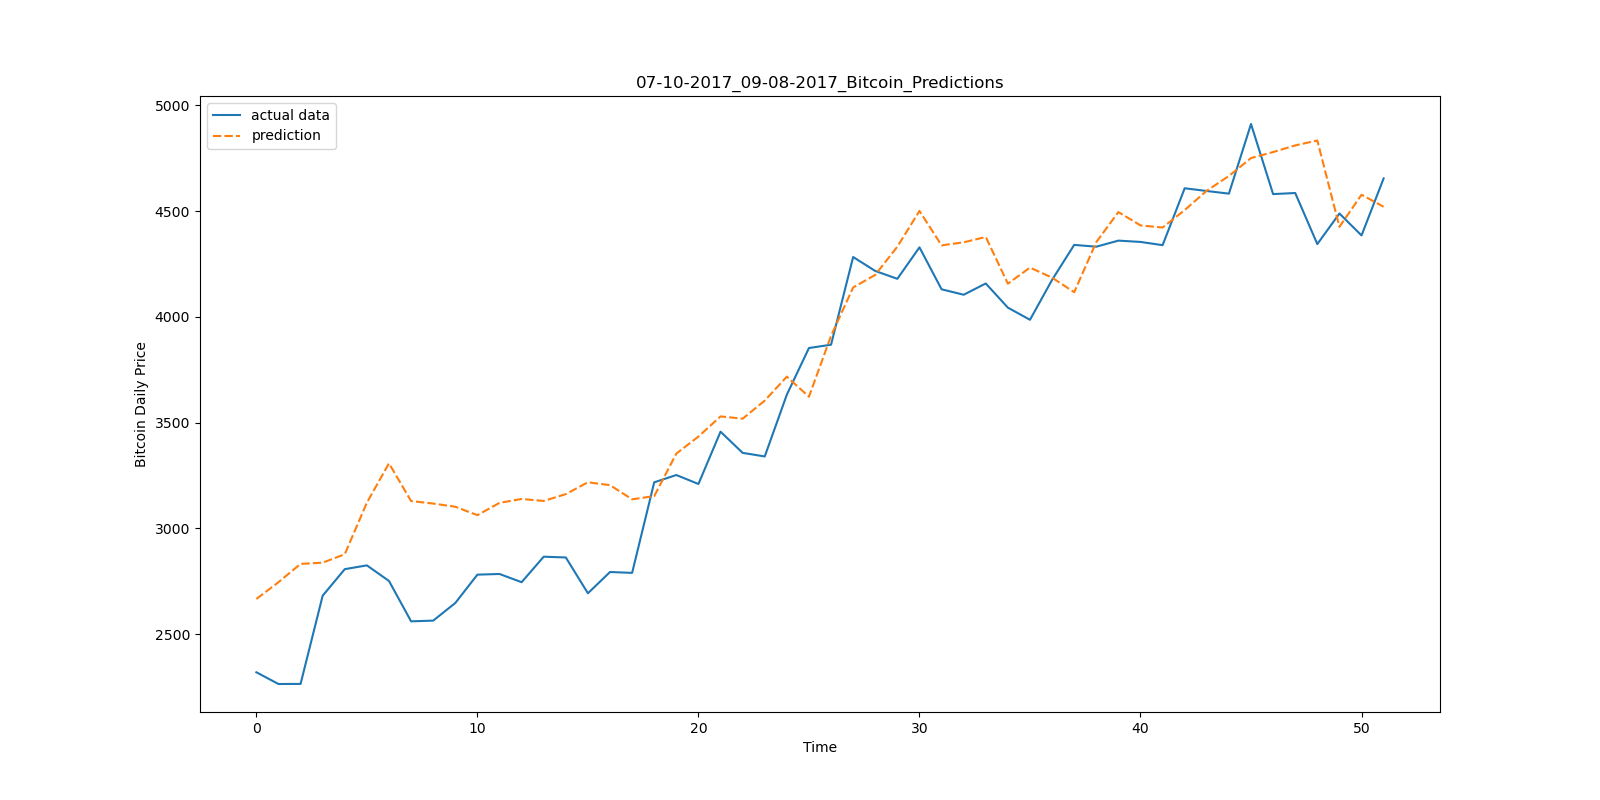 07-10-2017_09-08-2017_Bitcoin_Predictions
actual data
prediction
5000
4500
4000
3500
3000
2500
Bitcoin Daily Price
0 10 20 30 40 50
Time